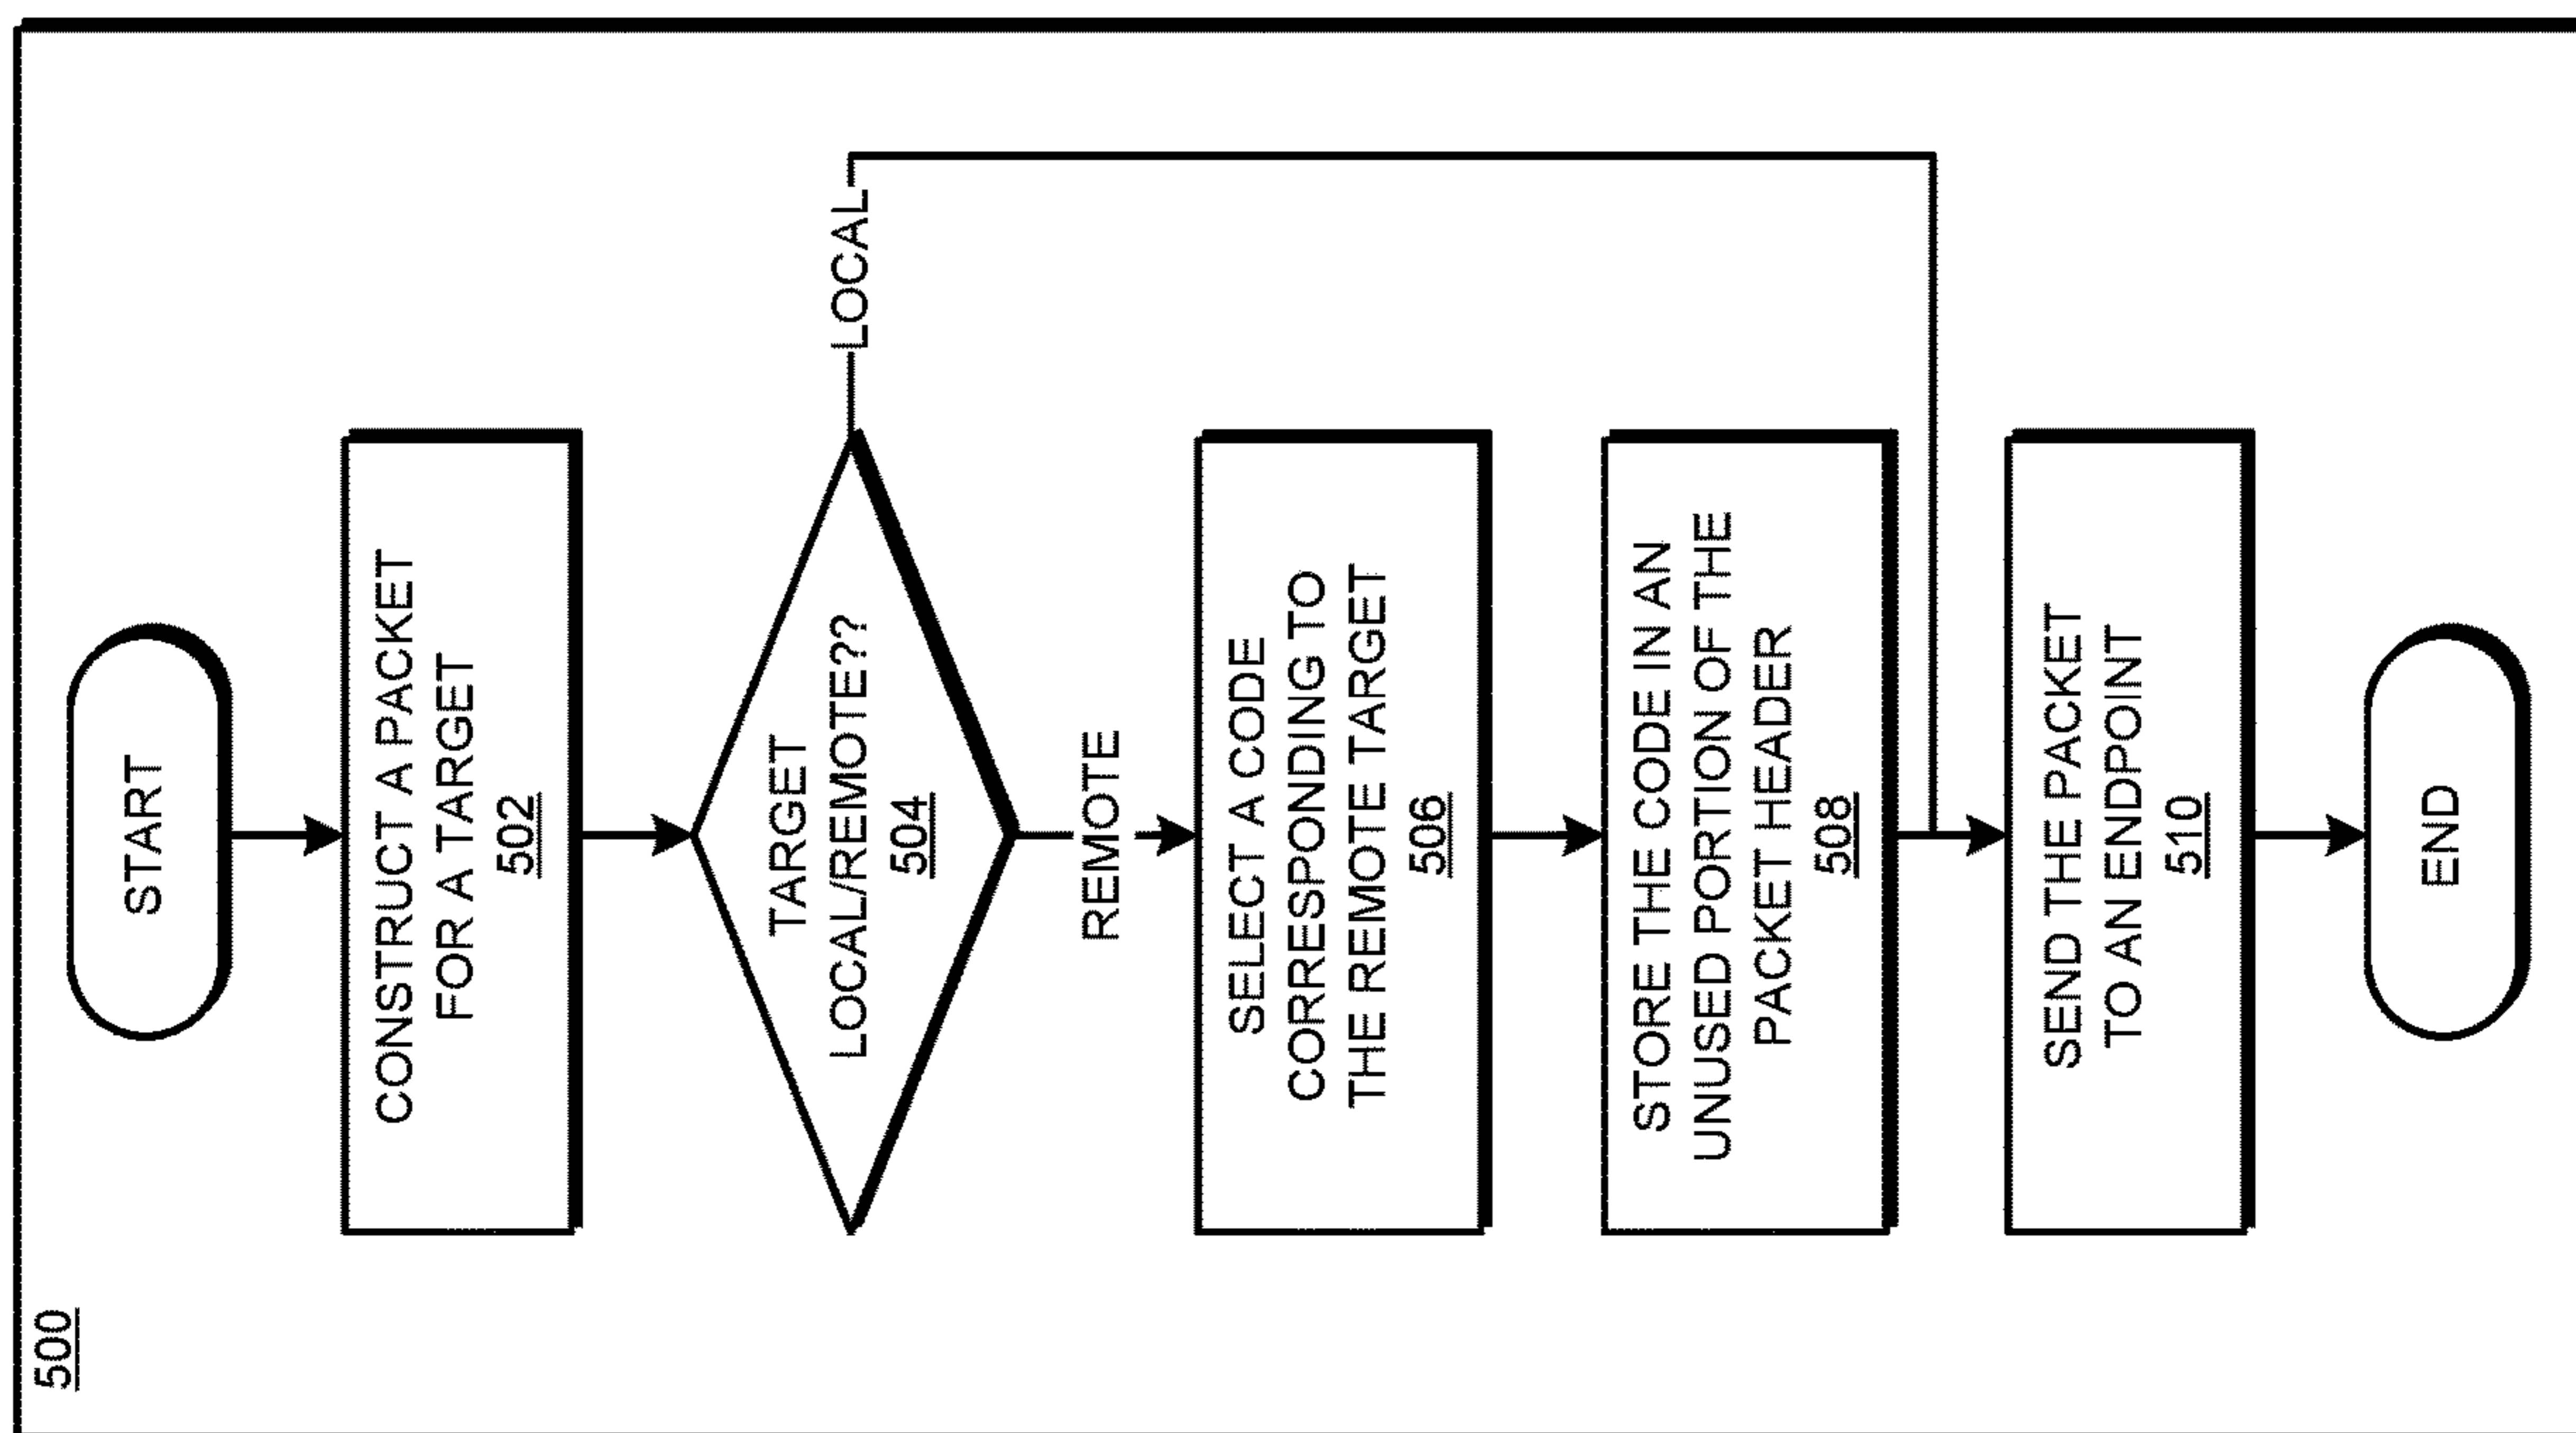 500
START
CONSTRUCT A PACKET
FOR A TARGET
502
TARGET
LOCAL/REMOTE??
504
LOCAL
REMOTE
SELECT A CODE
CORRESPONDING TO
THE REMOTE TARGET
506
STORE THE CODE IN AN
UNUSED PORTION OF THE
PACKET HEADER
508
SEND THE PACKET
TO AN ENDPOINT
510
END